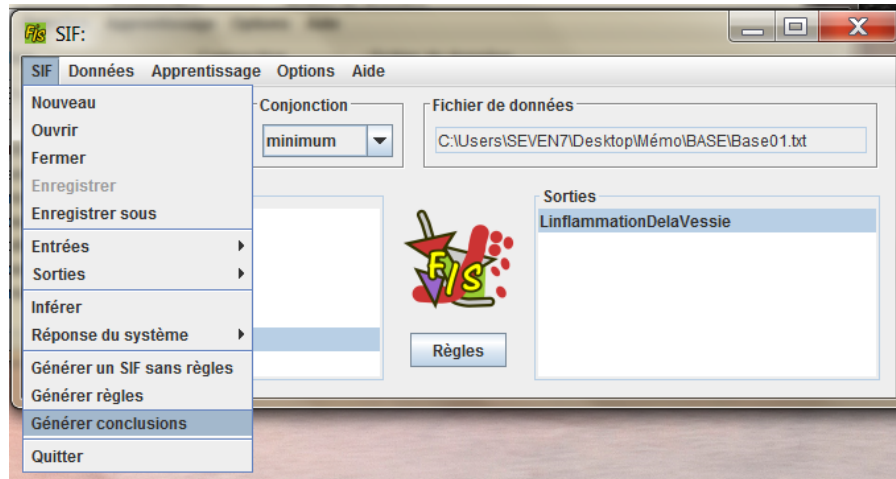 Fis SIF:
SIF Données Apprentissage Options Aide
Nouveau
Ouvrir
Fermer
Enregistrer
Enregistrer sous
Entrées
Sorties
Inférer
Réponse du système
Générer un SIF sans règles
Générer règles
Générer conclusions
Quitter
Conjonction
minimum
Fichier de données
C:\Users\SEVEN7\Desktop\Mémo\BASE\Base01.txt
FIS
Règles
Sorties
LinflammationDelaVessie